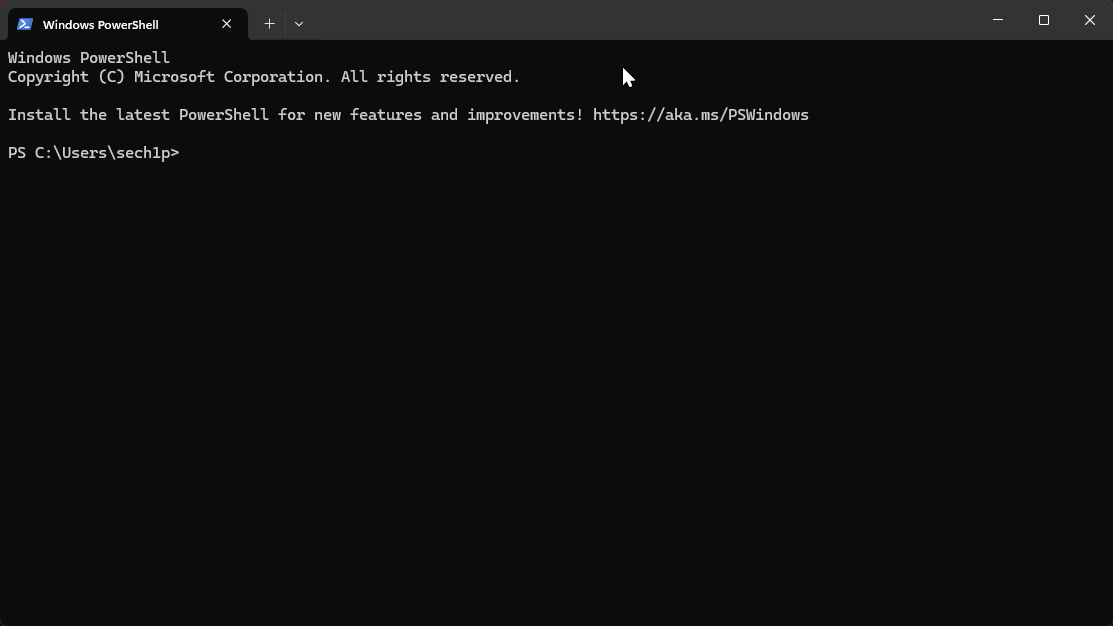 Windows PowerShell
Windows PowerShell
Copyright (C) Microsoft Corporation. All rights reserved.
Install the latest PowerShell for new features and improvements! https://aka.ms/PSWindows
PS C:\Users\sech1p>